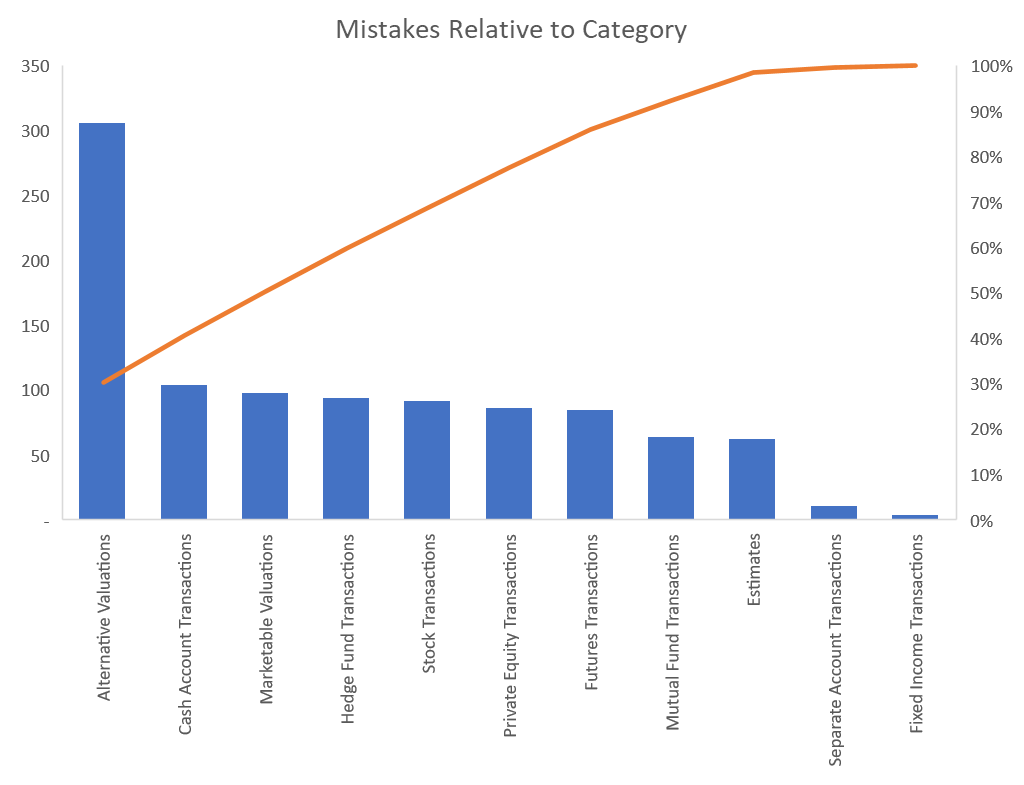 Mistakes Relative to Category
350
300
250
200
150
100
50
-
100%
90%
80%
70%
60%
50%
40%
30%
20%
10%
0%
Alternative Valuations
Cash Account Transactions
Marketable Valuations
Hedge Fund Transactions
Stock Transactions
Private Equity Transactions
Futures Transactions
Mutual Fund Transactions
Estimates
Separate Account Transactions
Fixed Income Transactions